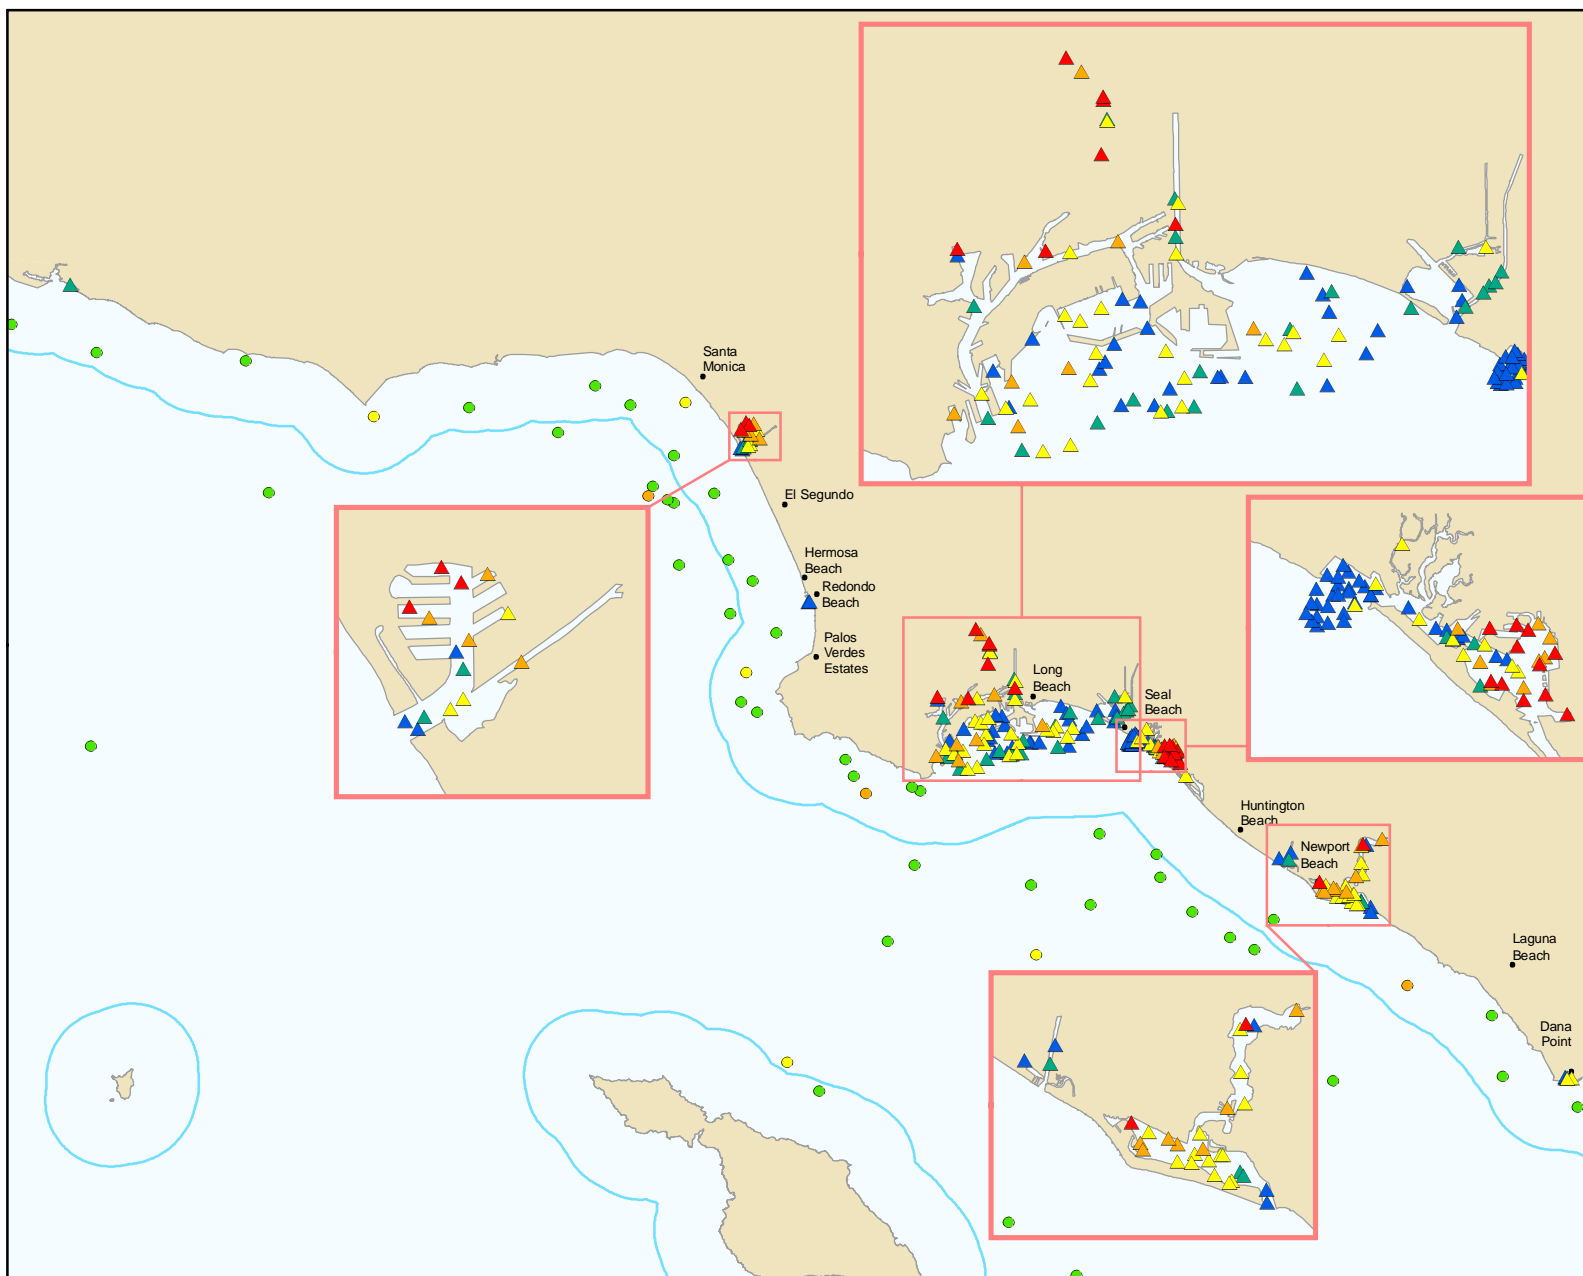 Santa
Monica
El Segundo
Hermosa
Beach
Redondo
Beach
Palos
Verdes
Estates
Long
Beach
Seal
Beach
Huntington
Beach
Newport
Beach
Laguna
Beach
Dana
Point